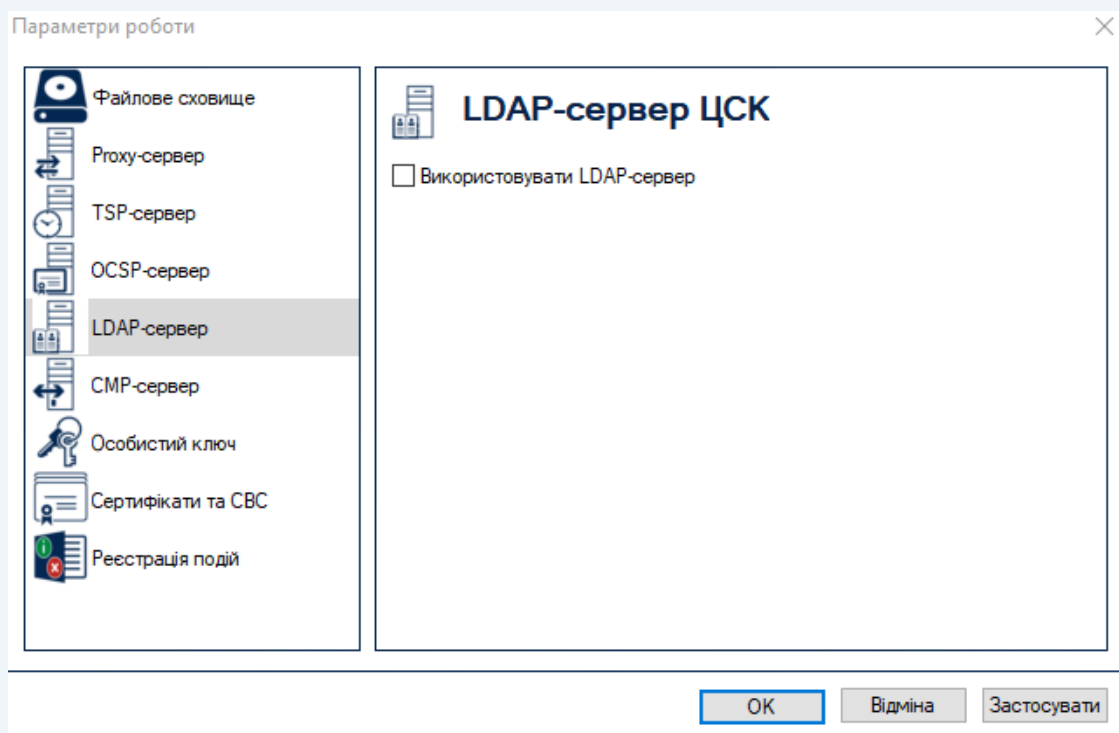 Параметри роботи
Файлове сховище
Proxy-сервер
TSP-сервер
OCSP-сервер
LDAP-сервер
CMP-сервер
Особистий ключ
Сертифікати та СВС
Реєстрація подій
LDAP-сервер ЦСК
Використовувати LDAP-сервер
OK
Відміна
Застосувати